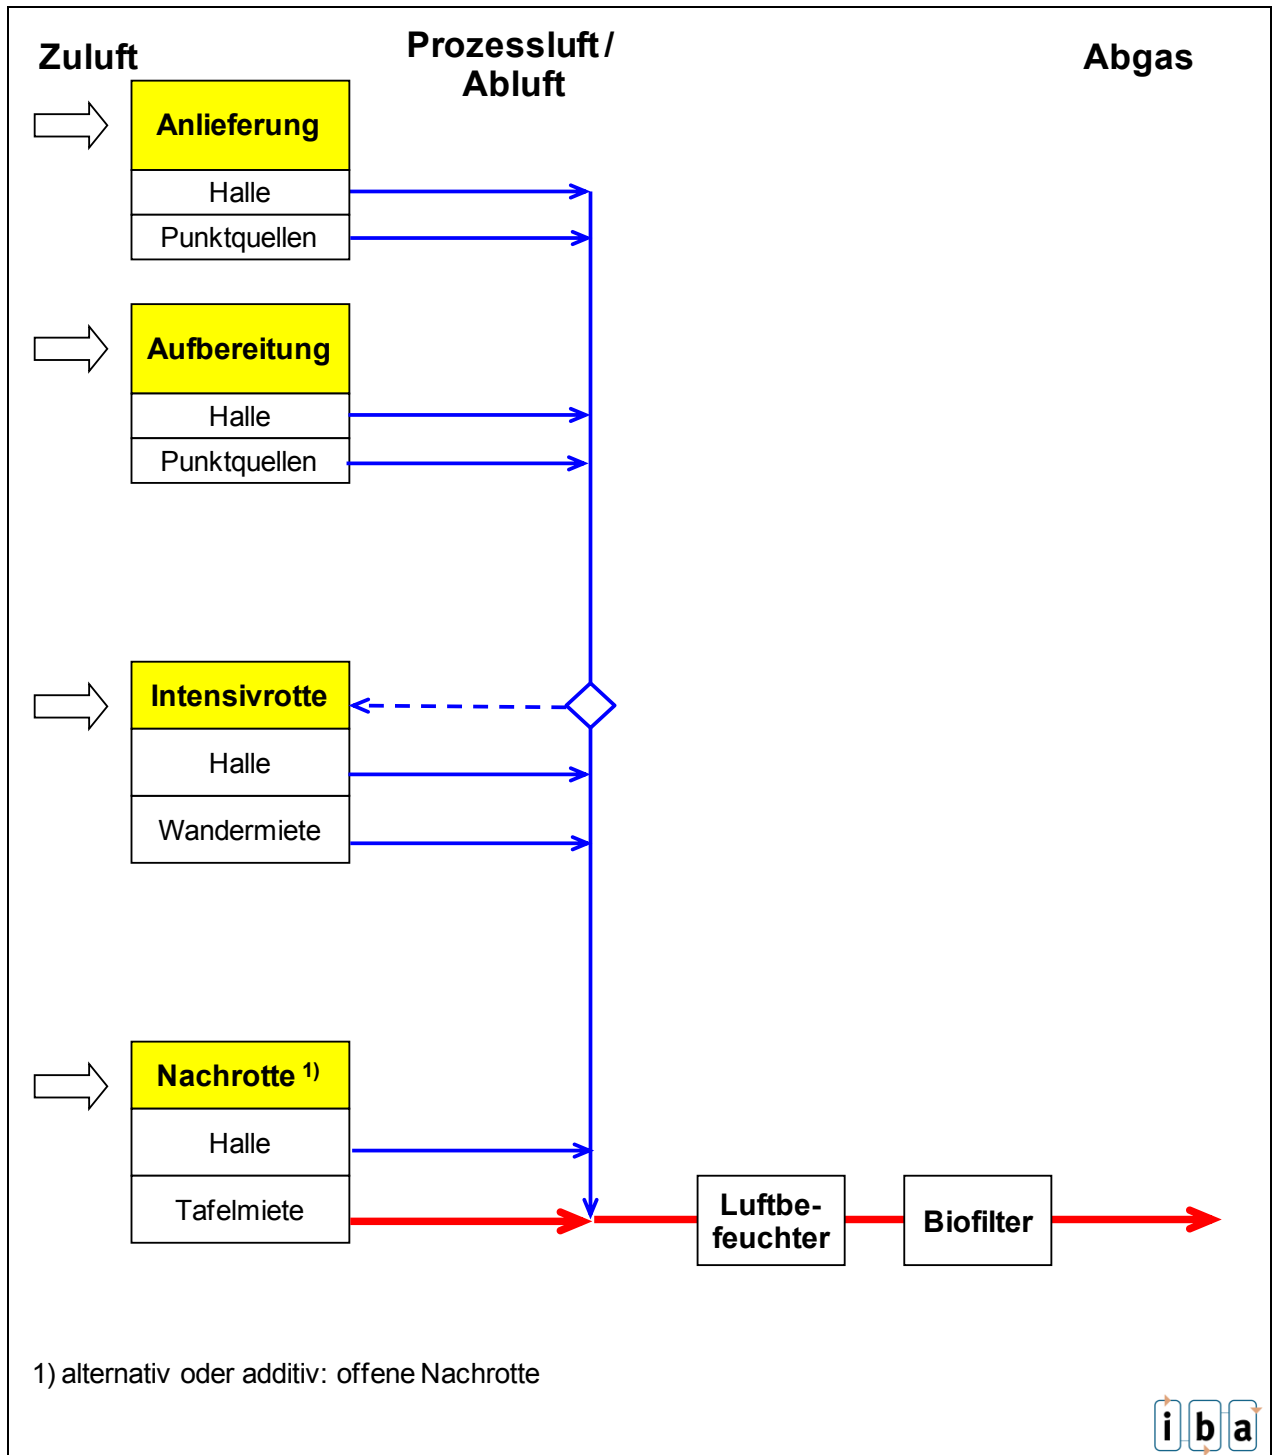 Zuluft
Prozessluft /
Abluft
Abgas
Anlieferung
Halle
Punktquellen
Aufbereitung
Halle
Punktquellen
Intensivrotte
Halle
Wandermiete
Nachrotte 1)
Halle
Tafelmiete
Luftbe-
feuchter
Biofilter
1) alternativ oder additiv: offene Nachrotte
iba